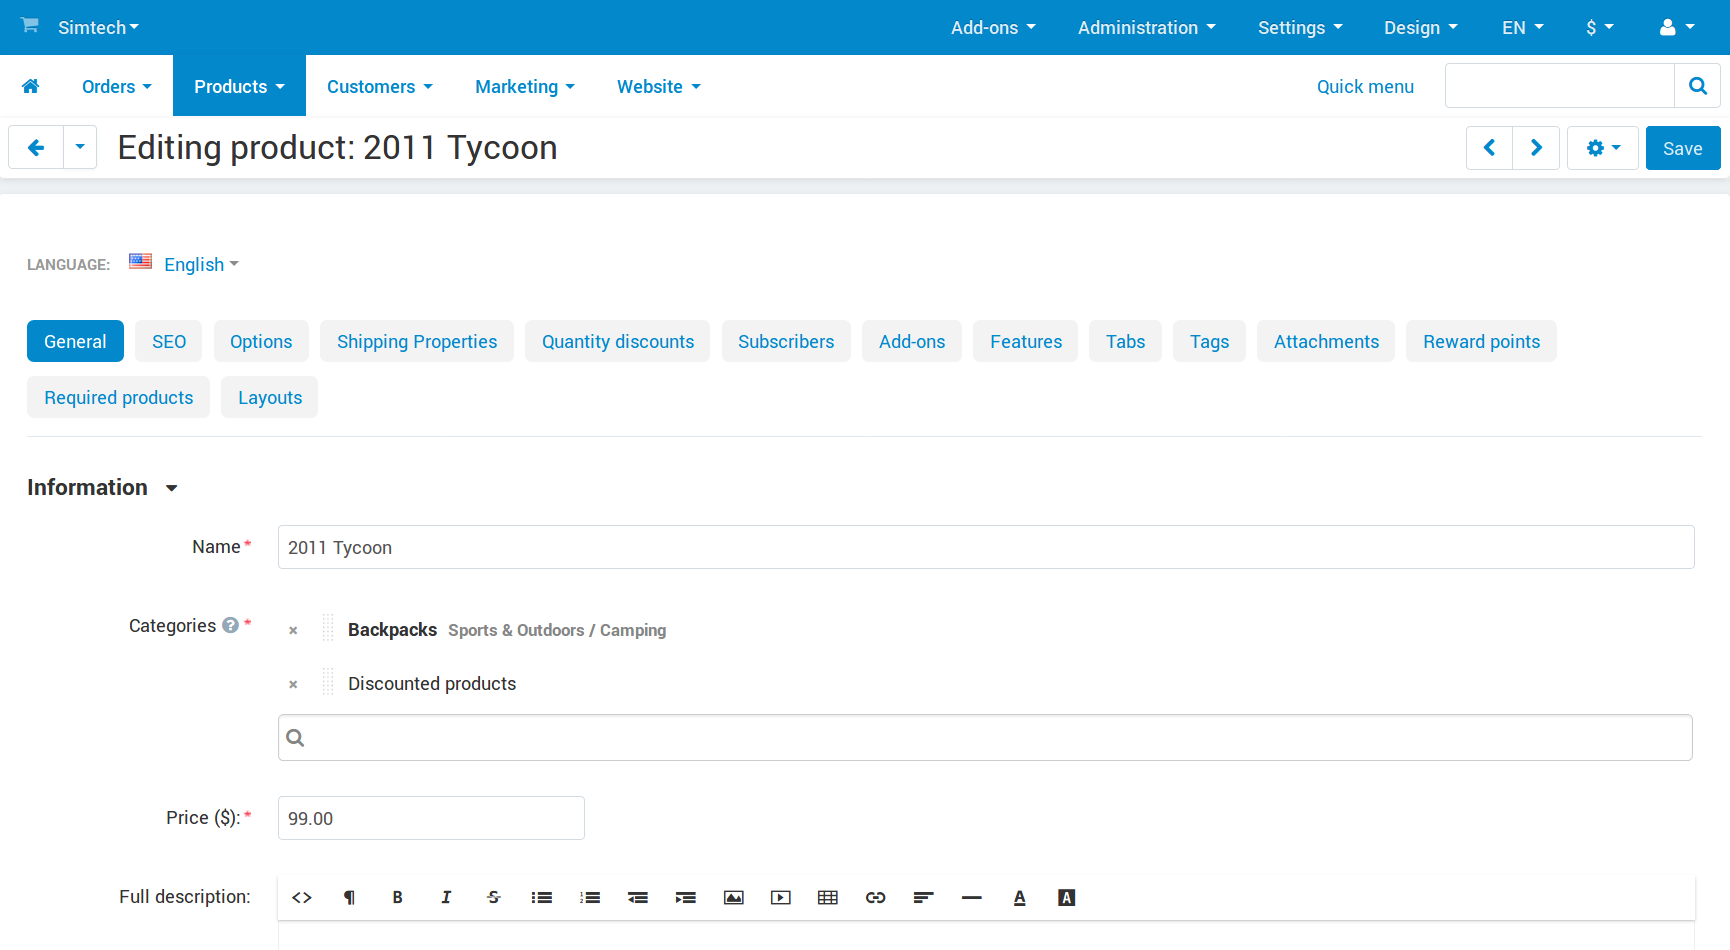 Simtech Add-ons Administration Settings Design EN $
Orders Products Customers Marketing Website Quick menu
Editing product: 2011 Tycoon Save
LANGUAGE: English
General SEO Options Shipping Properties Quantity discounts Subscribers Add-ons Features Tabs Tags Attachments Reward points
Required products Layouts
Information
Name* 2011 Tycoon
Categories ? * × Backpacks Sports & Outdoors / Camping
× Discounted products
Price ($):* 99.00
Full description: <> ¶ B I S A A